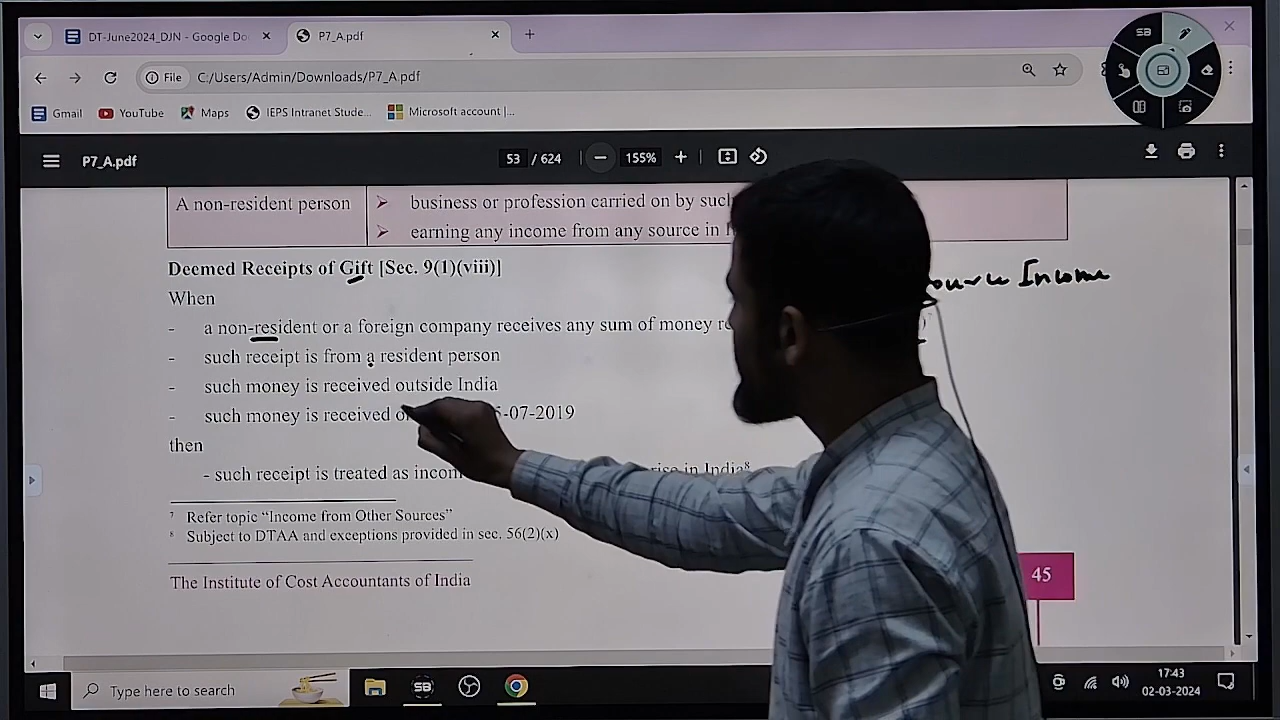 DT-June2024_DJN - Google Do
P7_A.pdf
File C:/Users/Admin/Downloads/P7_A.pdf
Gmail YouTube Maps IEPS Intranet Stude... Microsoft account |...
P7_A.pdf 53 / 624 155%
A non-resident person
business or profession carried on by such
earning any income from any source in
Deemed Receipts of Gift [Sec. 9(1)(viii)]
Income
When
- a non-resident or a foreign company receives any sum of money
- such receipt is from a resident person
- such money is received outside India
- such money is received 5-07-2019
then
- such receipt is treated as in India⁸
⁷ Refer topic “Income from Other Sources”
⁸ Subject to DTAA and exceptions provided in sec. 56(2)(x)
The Institute of Cost Accountants of India
45
Type here to search
SB
17:43
02-03-2024